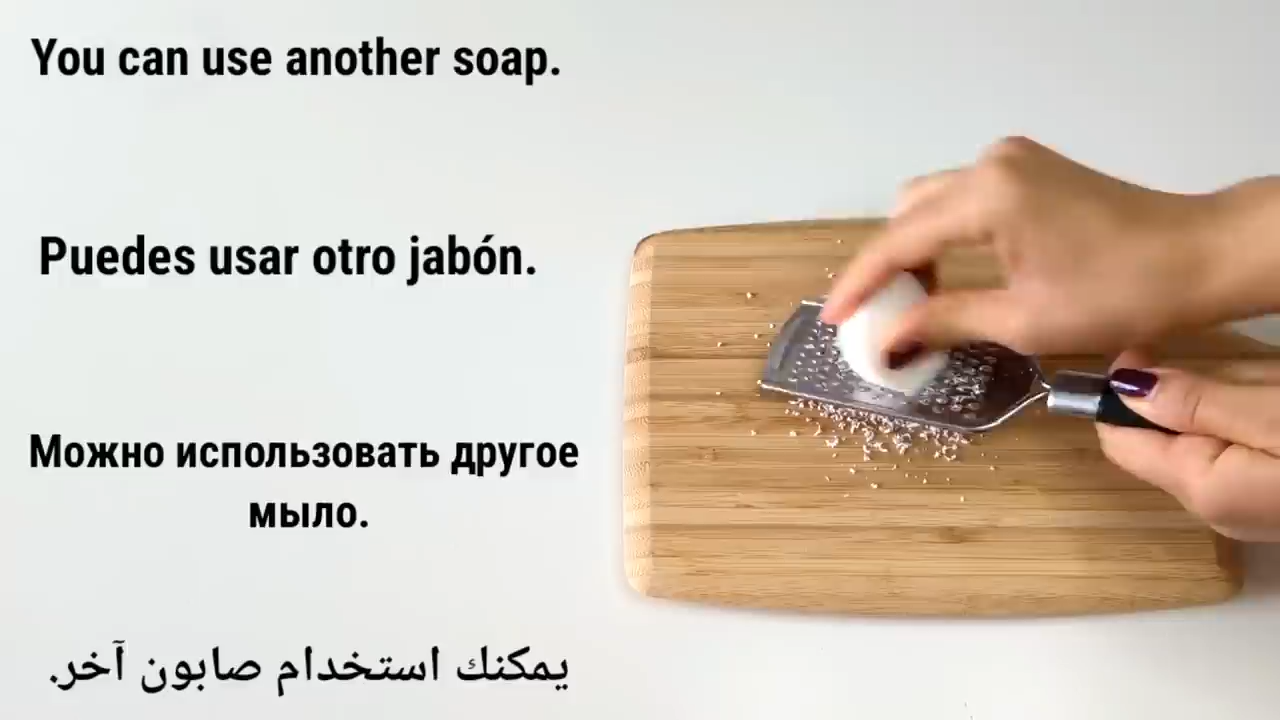 You can use another soap.
Puedes usar otro jabón.
Можно использовать другое
мыло.
يمكنك استخدام صابون آخر.